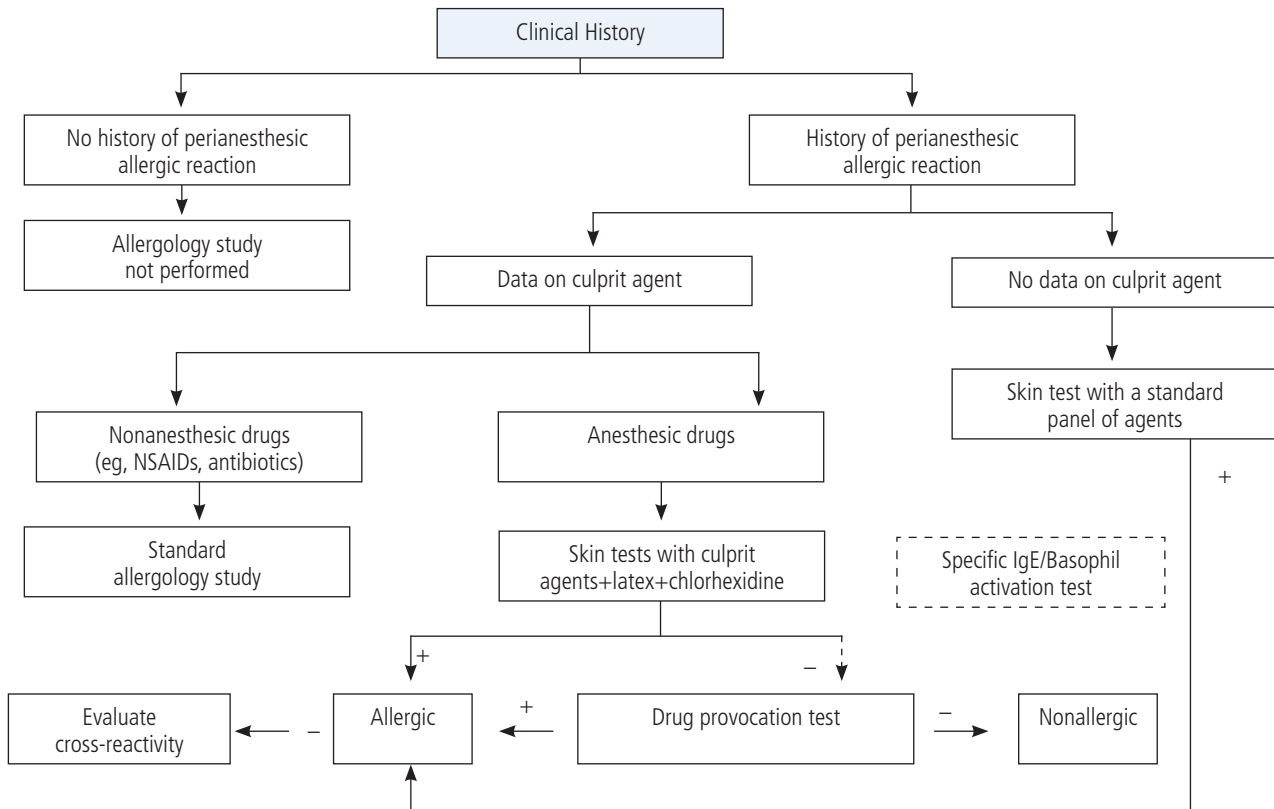 Clinical History
No history of perianesthesic
allergic reaction
History of perianesthesic
allergic reaction
Allergology study
not performed
Data on culprit agent
No data on culprit agent
Nonanesthesic drugs
(eg, NSAIDs, antibiotics)
Anesthesic drugs
Skin test with a standard
panel of agents
+
Standard
allergology study
Skin tests with culprit
agents+latex+chlorhexidine
Specific IgE/Basophil
activation test
+
–
Evaluate
cross-reactivity
–
Allergic
+
Drug provocation test
–
Nonallergic